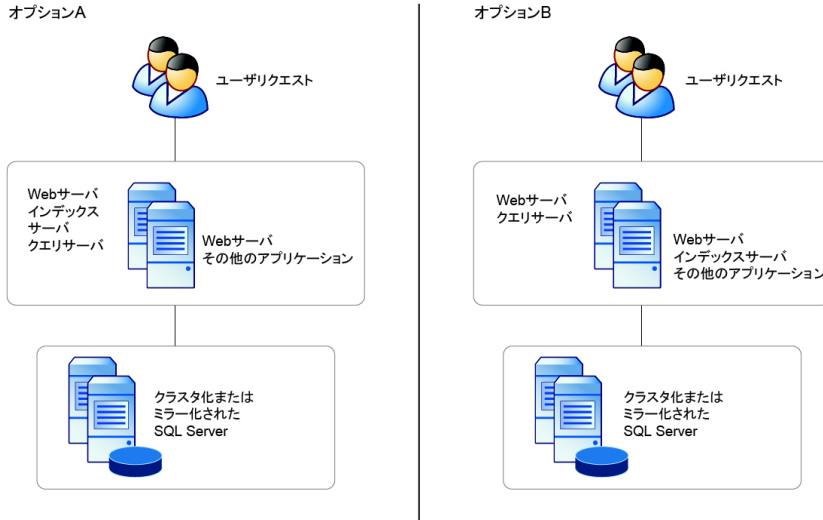 オプションA
ユーザリクエスト
Webサーバ
インデックス
サーバ
クエリサーバ
Webサーバ
その他のアプリケーション
クラスタ化または
ミラー化された
SQL Server
オプションB
ユーザリクエスト
Webサーバ
クエリサーバ
Webサーバ
インデックスサーバ
その他のアプリケーション
クラスタ化または
ミラー化された
SQL Server